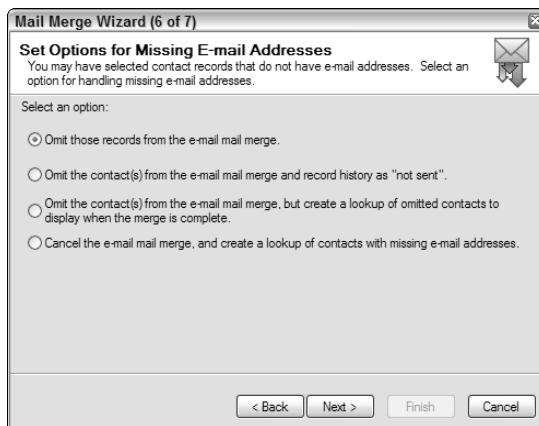 Mail Merge Wizard (6 of 7)
Set Options for Missing E-mail Addresses
You may have selected contact records that do not have e-mail addresses. Select an
option for handling missing e-mail addresses.
Select an option:
Omit those records from the e-mail mail merge.
Omit the contact(s) from the e-mail mail merge and record history as "not sent".
Omit the contact(s) from the e-mail mail merge, but create a lookup of omitted contacts to
display when the merge is complete.
Cancel the e-mail mail merge, and create a lookup of contacts with missing e-mail addresses.
< Back Next > Finish Cancel